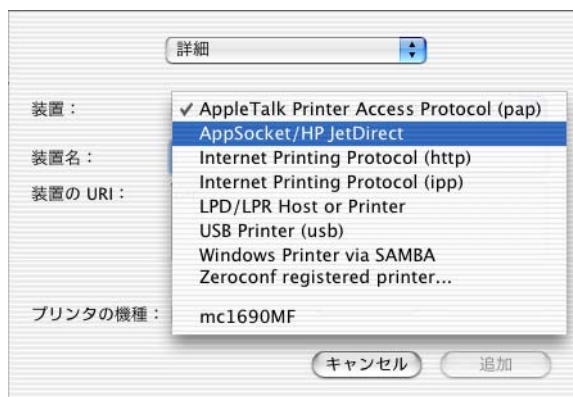 詳細
装置：
✓ AppleTalk Printer Access Protocol (pap)
AppSocket/HP JetDirect
装置名：
Internet Printing Protocol (http)
Internet Printing Protocol (ipp)
装置の URI：
LPD/LPR Host or Printer
USB Printer (usb)
Windows Printer via SAMBA
Zeroconf registered printer...
プリンタの機種：
mc1690MF
キャンセル
追加